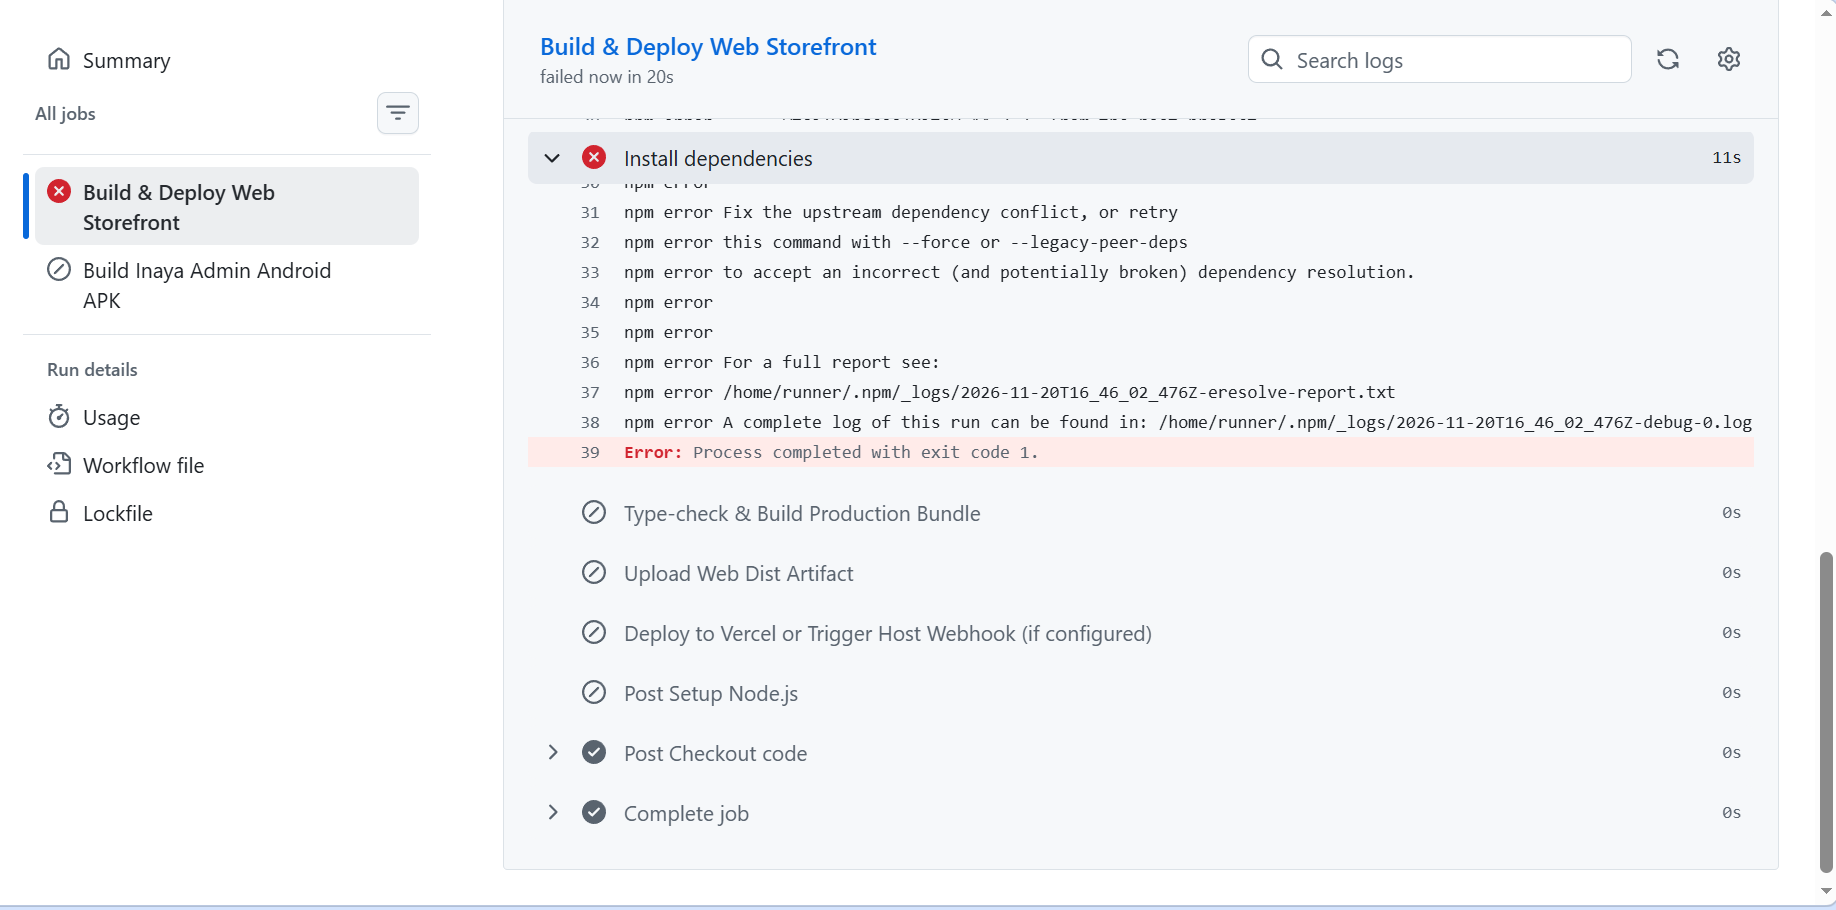 Summary
All jobs
Build & Deploy Web
Storefront
Build Inaya Admin Android
APK
Run details
Usage
Workflow file
Lockfile
Build & Deploy Web Storefront
failed now in 20s
Search logs
Install dependencies
11s
30 npm error
31 npm error Fix the upstream dependency conflict, or retry
32 npm error this command with --force or --legacy-peer-deps
33 npm error to accept an incorrect (and potentially broken) dependency resolution.
34 npm error
35 npm error
36 npm error For a full report see:
37 npm error /home/runner/.npm/_logs/2026-11-20T16_46_02_476Z-eresolve-report.txt
38 npm error A complete log of this run can be found in: /home/runner/.npm/_logs/2026-11-20T16_46_02_476Z-debug-0.log
39 Error: Process completed with exit code 1.
Type-check & Build Production Bundle 0s
Upload Web Dist Artifact 0s
Deploy to Vercel or Trigger Host Webhook (if configured) 0s
Post Setup Node.js 0s
Post Checkout code 0s
Complete job 0s